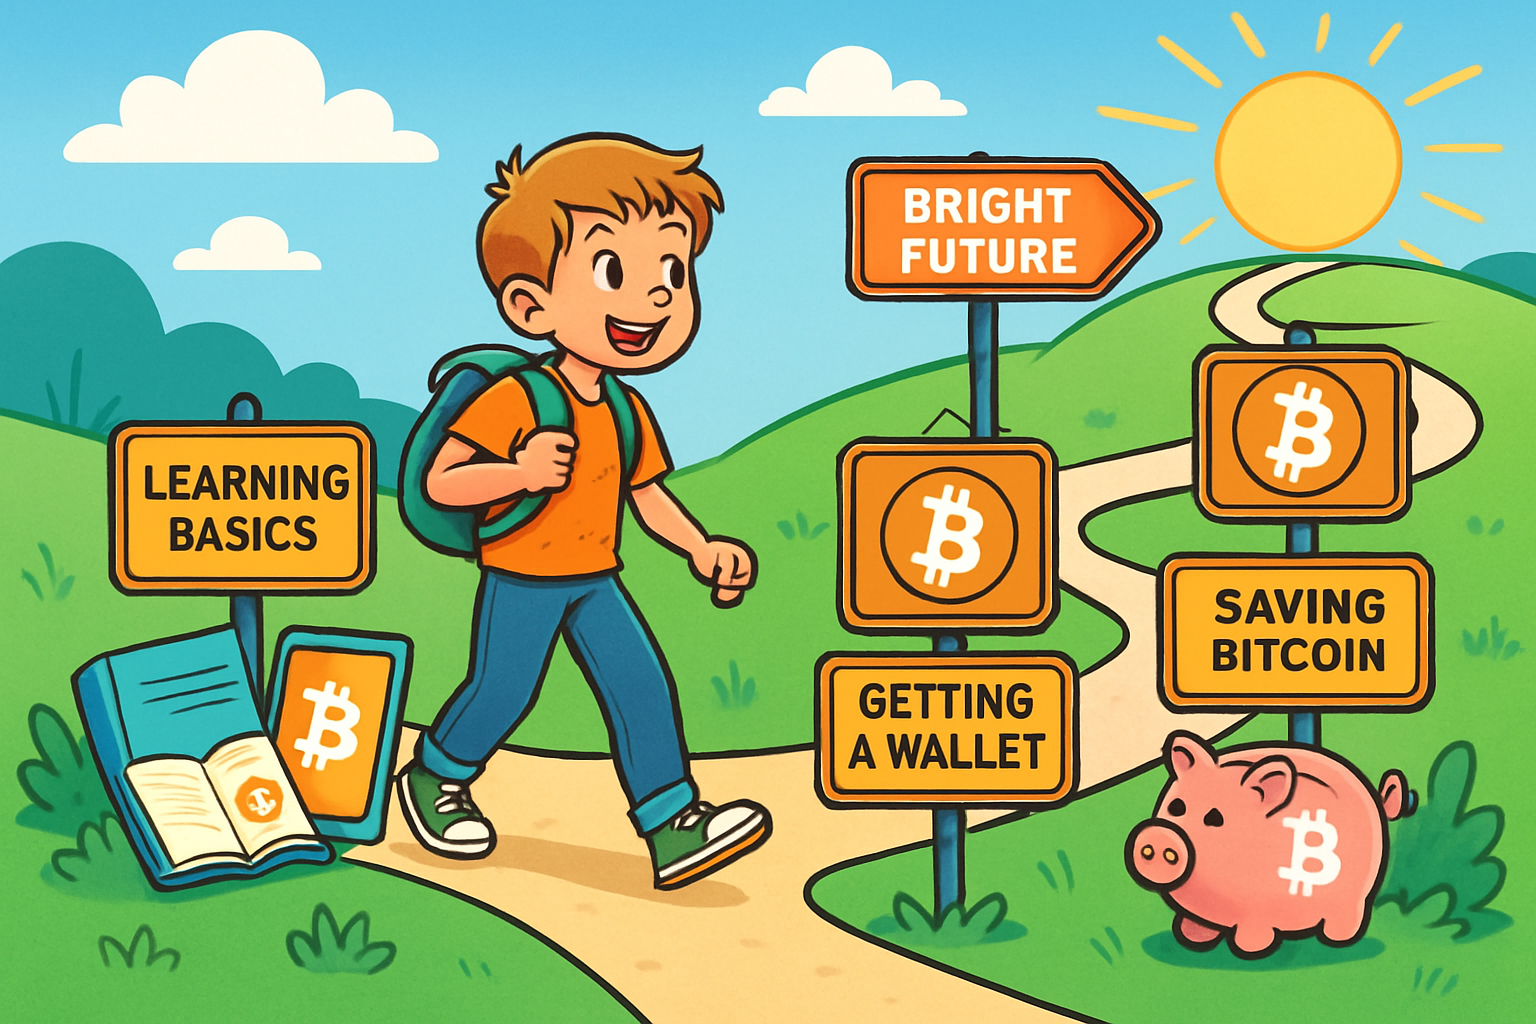 LEARNING
BASICS
BRIGHT
FUTURE
GETTING
A WALLET
SAVING
BITCOIN